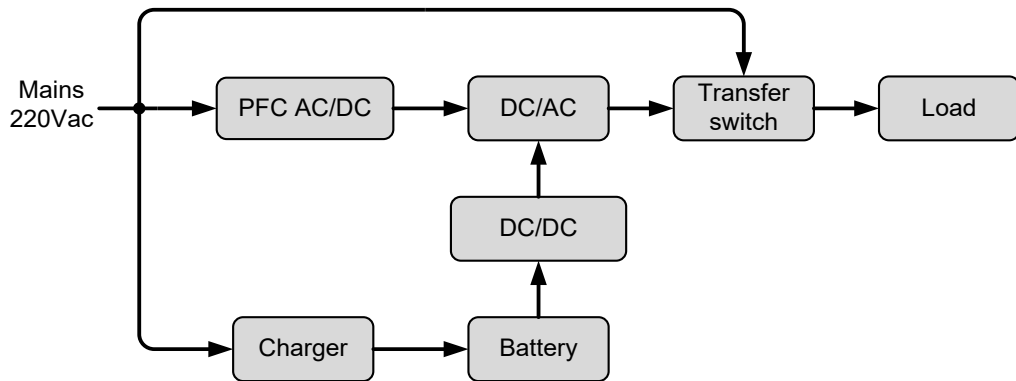 Mains
220Vac
PFC AC/DC
DC/AC
Transfer
switch
Load
DC/DC
Charger
Battery